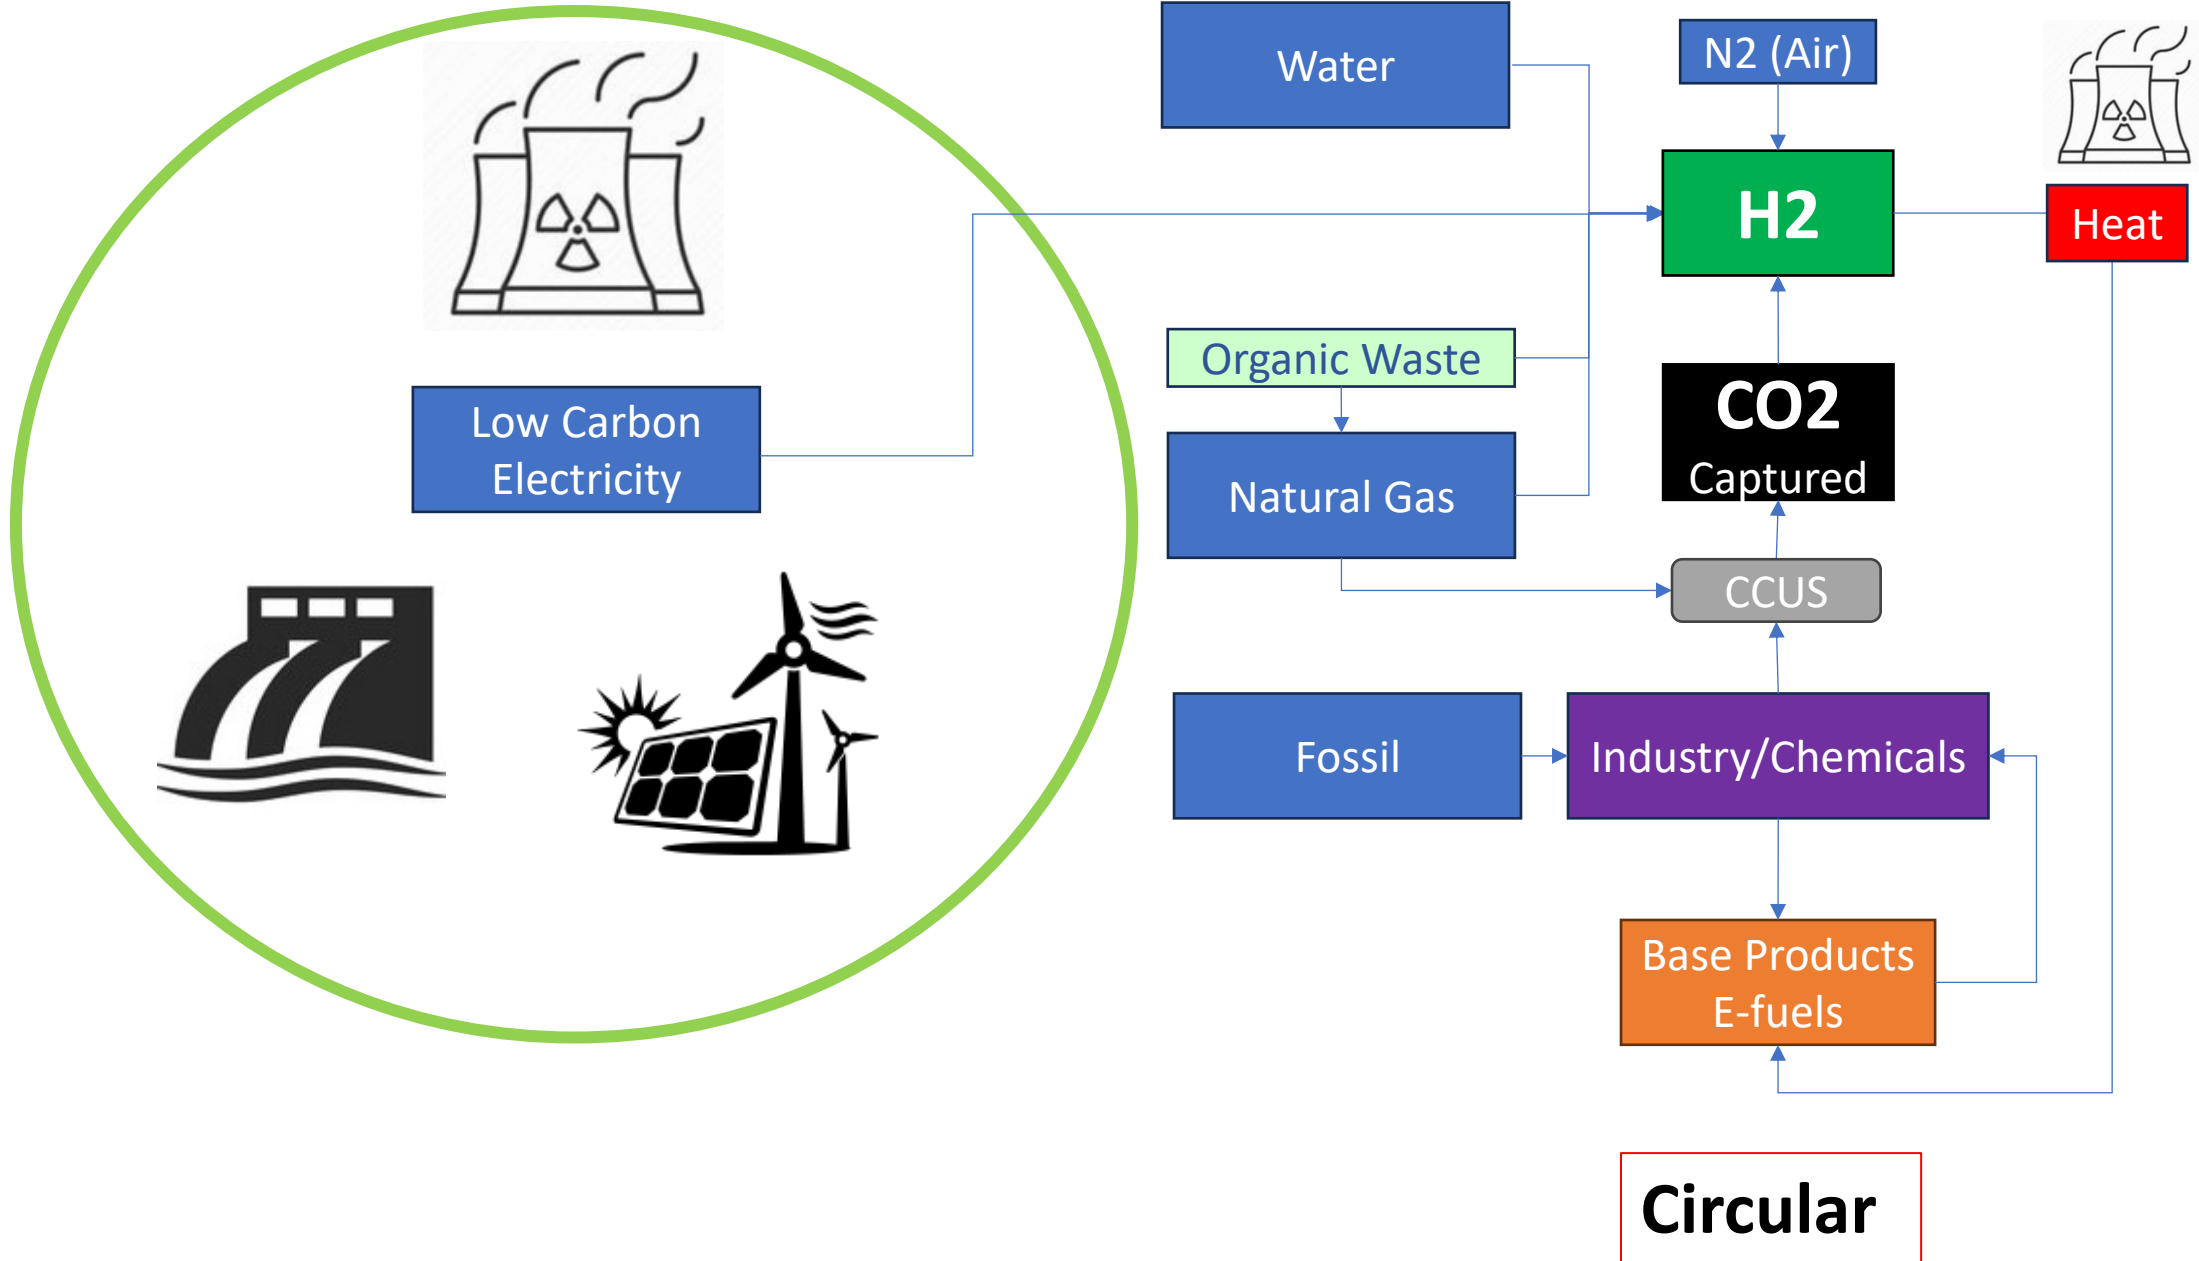 Water
N2 (Air)
H2
Heat
Organic Waste
CO2
Captured
Low Carbon
Electricity
Natural Gas
CCUS
Fossil
Industry/Chemicals
Base Products
E-fuels
Circular